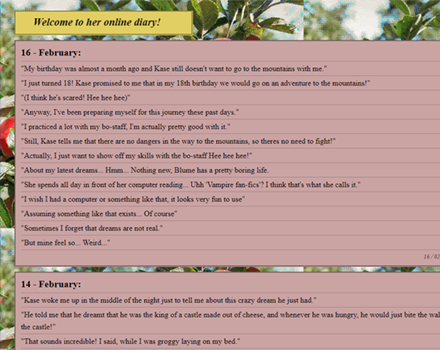 Welcome to her online diary!
16 - February:
"My birthday was almost a month ago and Kase still doesn't want to go to the mountains with me."
"I just turned 18! Kase promised to me that in my 18th birthday we would go on an adventure to the mountains!"
"(I think he's scared! Hee hee hee)"
"Anyway, I've been preparing myself for this journey these past days."
"I practiced a lot with my bo-staff, I'm actually pretty good with it."
"Still, Kase tells me that there are no dangers in the way to the mountains, so theres no need to fight!"
"Actually, I just want to show off my skills with the bo-staff Hee hee hee!"
"About my latest dreams... Hmm... Nothing new, Blume has a pretty boring life.
"She spends all day in front of her computer reading... Uhh 'Vampire fan-fics'? I think that's what she calls it."
"I wish I had a computer or something like that, it looks very fun to use"
"Assuming something like that exists... Of course"
"Sometimes I forget that dreams are not real."
"But mine feel so... Weird..."
14 - February:
"Kase woke me up in the middle of the night just to tell me about this crazy dream he just had."
"He told me that he dreamt that he was the king of a castle made out of cheese, and whenever he was hungry, he would just bite the
the castle!"
"That sounds incredible! I said, while I was groggy laying on my bed."